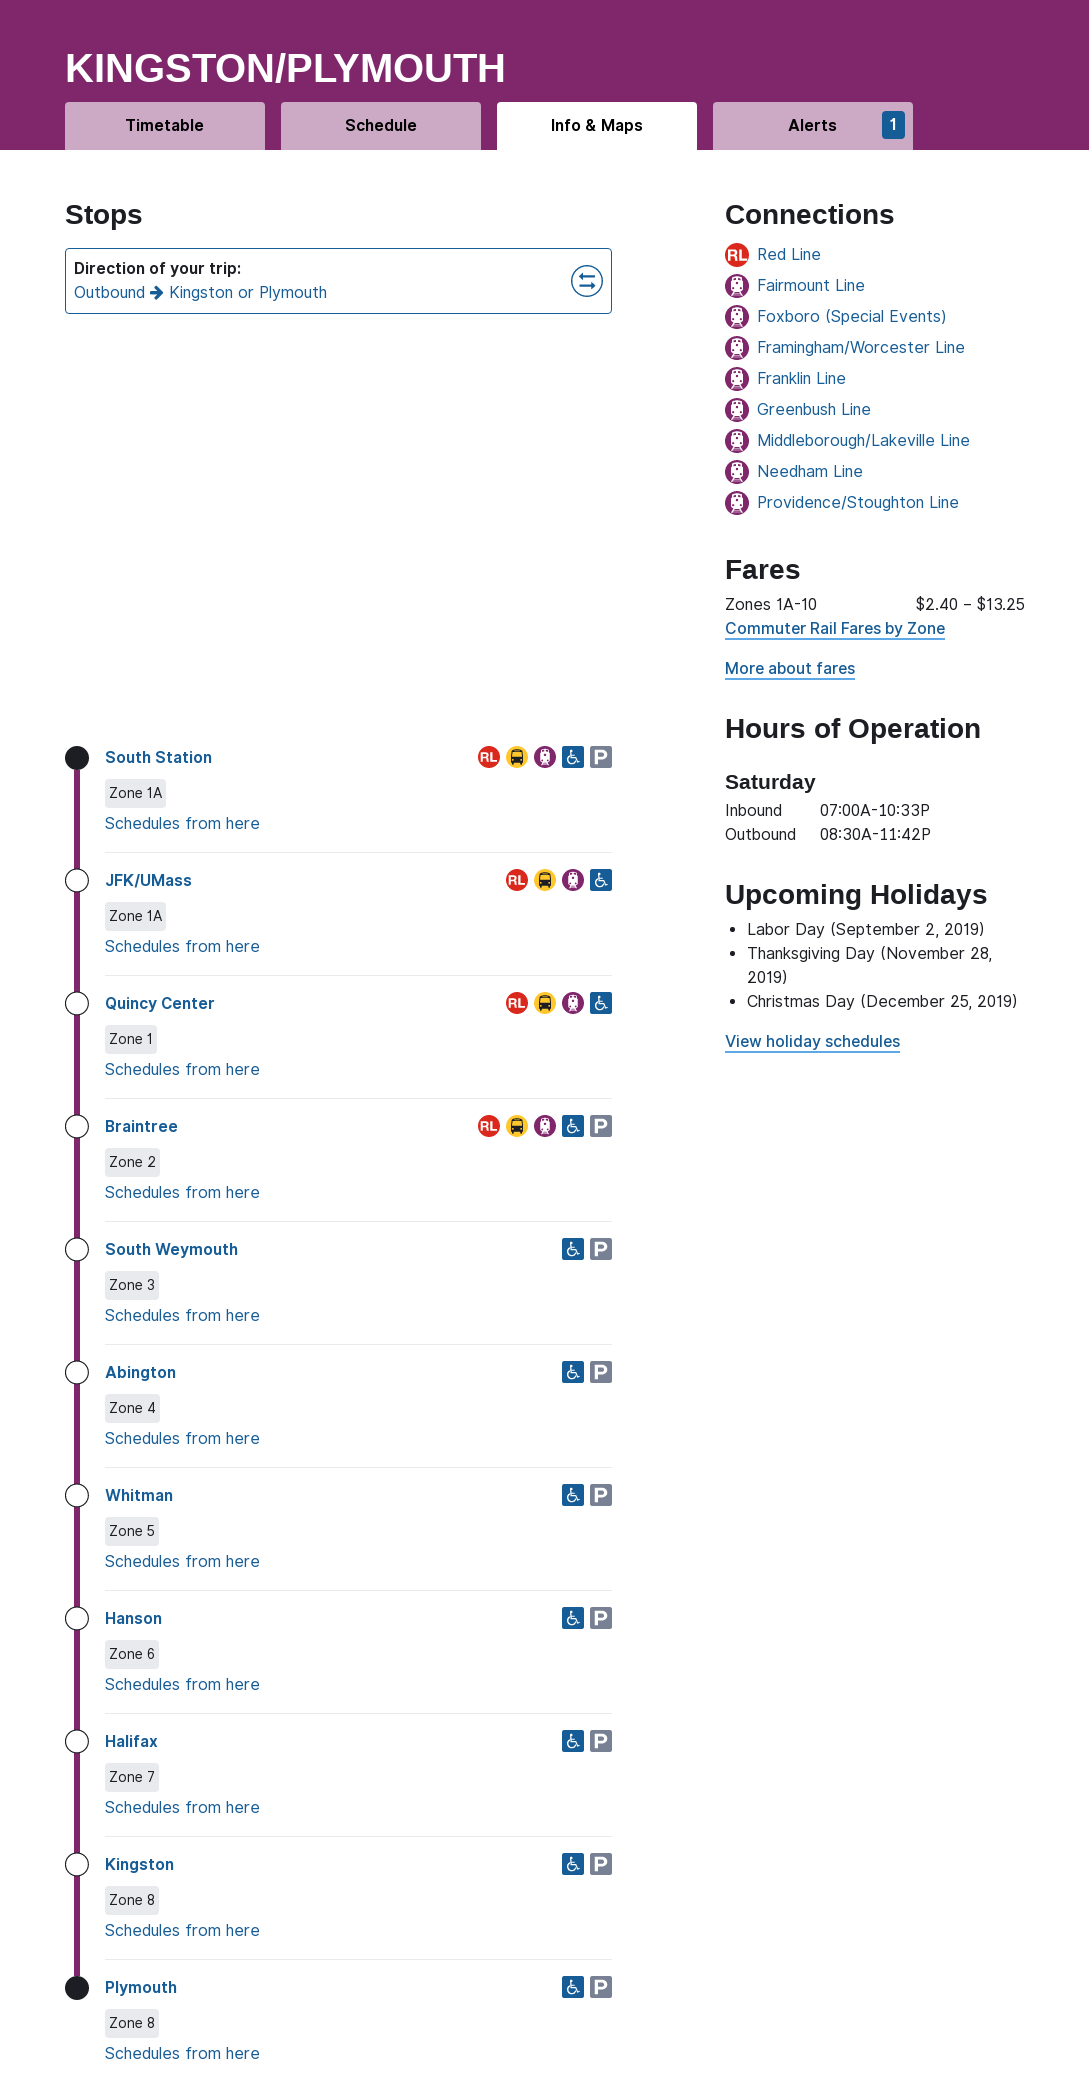 KINGSTON/PLYMOUTH
Timetable
Schedule
Info & Maps
Alerts
1
Stops
Direction of your trip:
Outbound Kingston or Plymouth
South Station
RL
P
Zone 1A
Schedules from here
JFK/UMass
RL
Zone 1A
Schedules from here
Quincy Center
RL
Zone 1
Schedules from here
Braintree
RL
P
Zone 2
Schedules from here
South Weymouth
P
Zone 3
Schedules from here
Abington
P
Zone 4
Schedules from here
Whitman
P
Zone 5
Schedules from here
Hanson
P
Zone 6
Schedules from here
Halifax
P
Zone 7
Schedules from here
Kingston
P
Zone 8
Schedules from here
Plymouth
P
Zone 8
Schedules from here
Connections
RL Red Line
Fairmount Line
Foxboro (Special Events)
Framingham/Worcester Line
Franklin Line
Greenbush Line
Middleborough/Lakeville Line
Needham Line
Providence/Stoughton Line
Fares
Zones 1A-10 $2.40 – $13.25
Commuter Rail Fares by Zone
More about fares
Hours of Operation
Saturday
Inbound 07:00A-10:33P
Outbound 08:30A-11:42P
Upcoming Holidays
• Labor Day (September 2, 2019)
• Thanksgiving Day (November 28,
2019)
• Christmas Day (December 25, 2019)
View holiday schedules